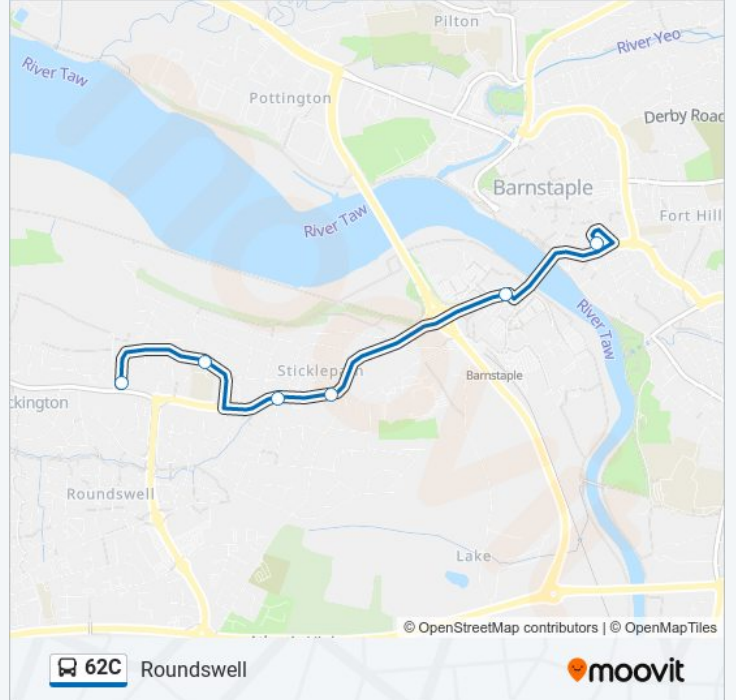 Pilton
River Yeo
River Taw
Pottington
Derby Road
Barnstaple
River Taw
Fort Hill
River Taw
Sticklepath
Barnstaple
ckington
Roundswell
Lake
© OpenStreetMap contributors | © OpenMapTiles
62C Roundswell
moovit